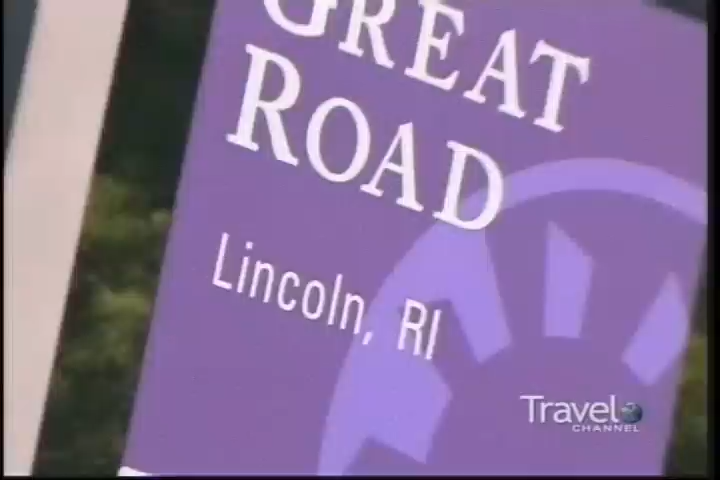 GREAT
ROAD
Lincoln, RI
Travel
CHANNEL